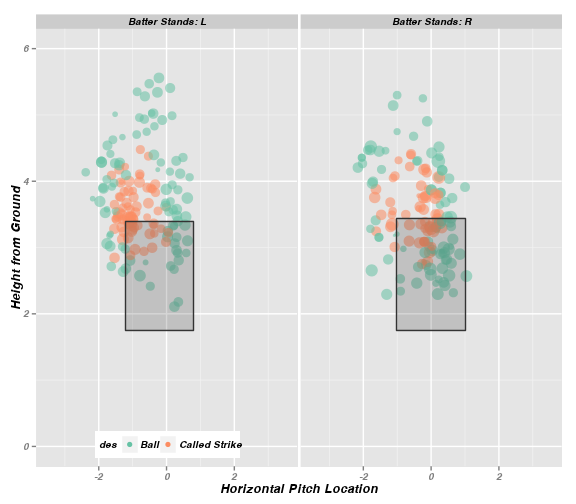 Batter Stands: L
Batter Stands: R
6
4
2
0
Height from Ground
-2
0
2
-2
0
2
Horizontal Pitch Location
des Ball Called Strike